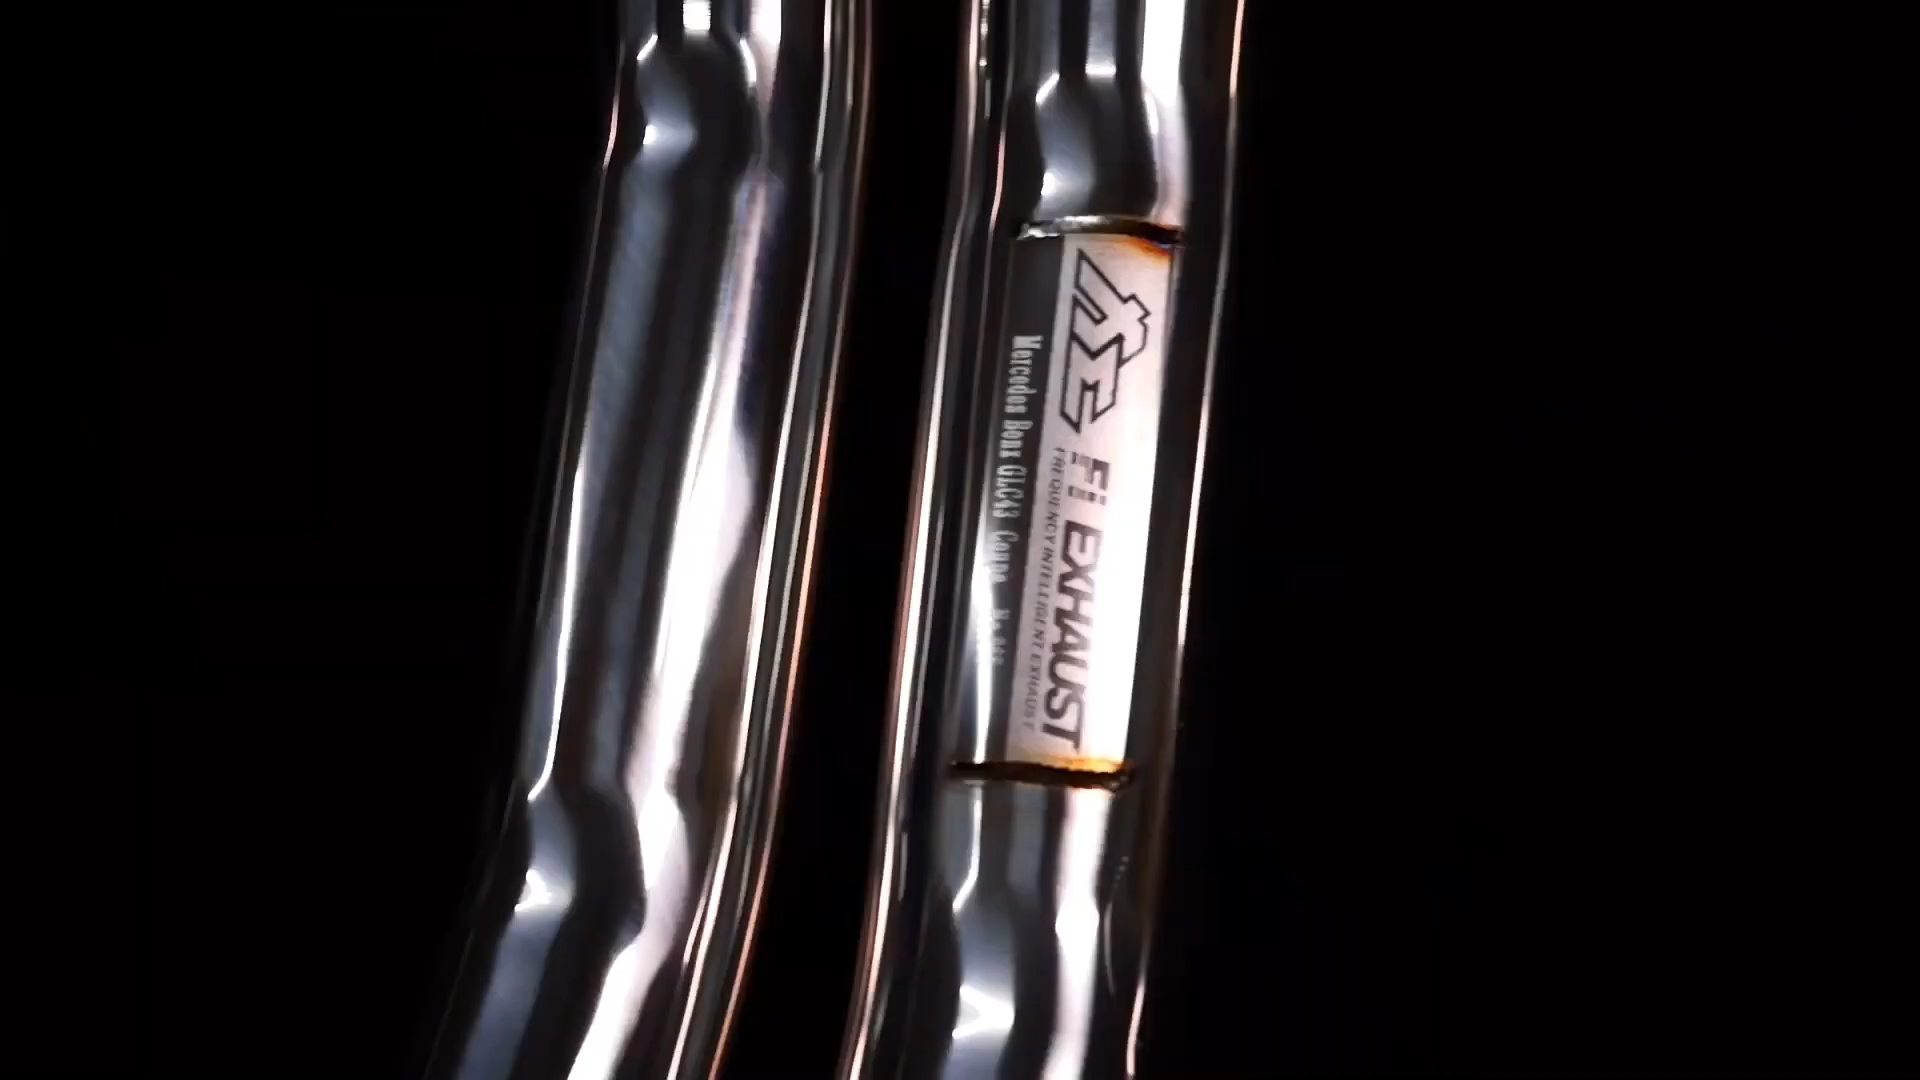 Fi EXHAUST
FREQUENCY INTELLIGENT EXHAUST
Mercedes Benz GLC43 Coupe